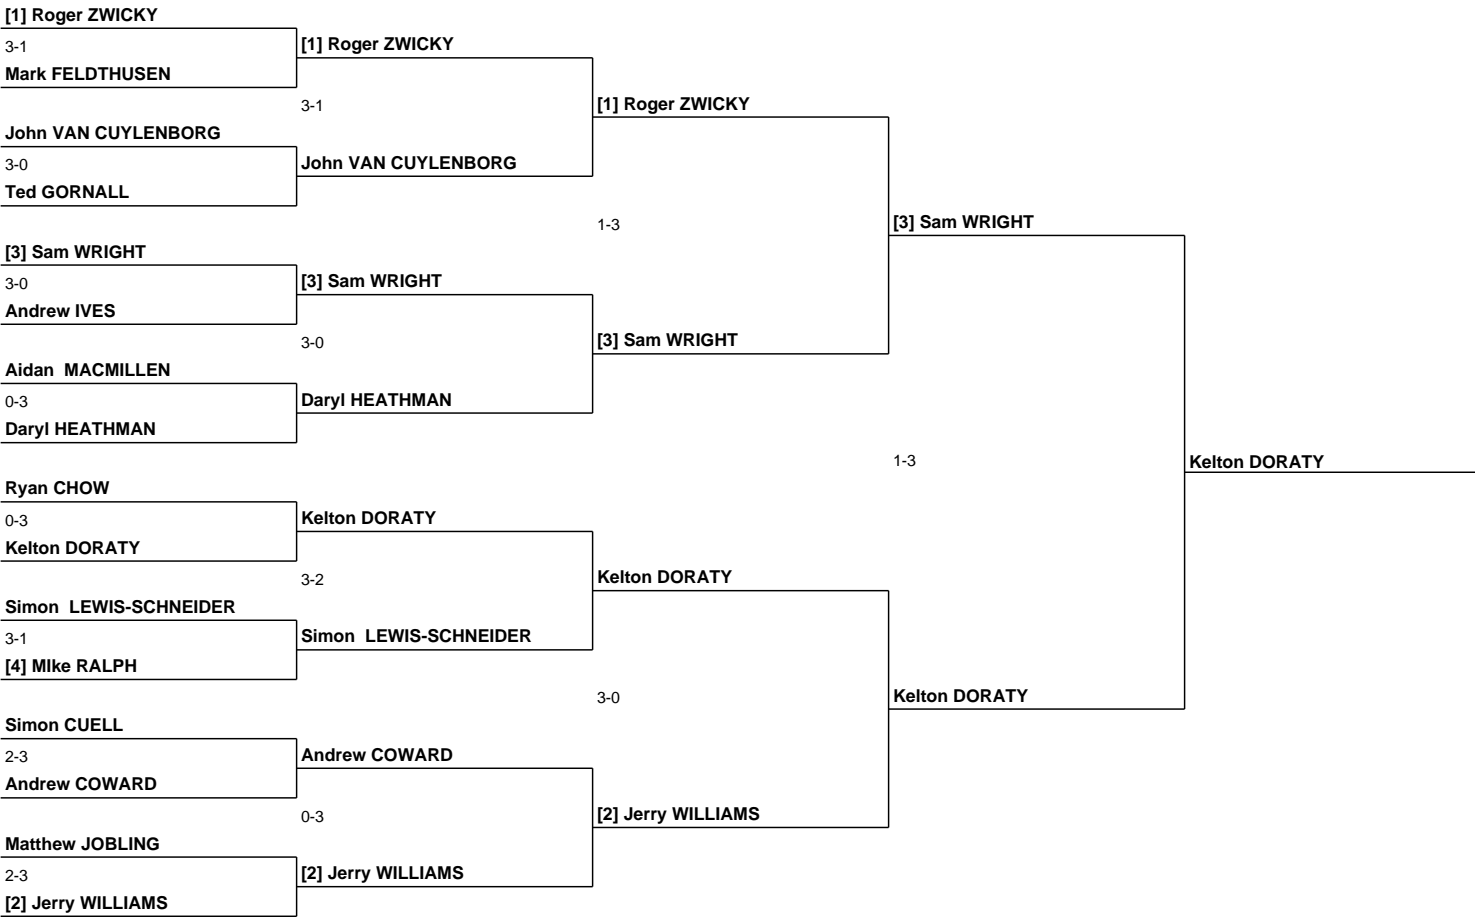 [1] Roger ZWICKY
3-1
Mark FELDTHUSEN
John VAN CUYLENBORG
3-0
Ted GORNALL
[3] Sam WRIGHT
3-0
Andrew IVES
Aidan  MACMILLEN
0-3
Daryl HEATHMAN
Ryan CHOW
0-3
Kelton DORATY
Simon  LEWIS-SCHNEIDER
3-1
[4] MIke RALPH
Simon CUELL
2-3
Andrew COWARD
Matthew JOBLING
2-3
[2] Jerry WILLIAMS
[1] Roger ZWICKY
3-1
John VAN CUYLENBORG
[3] Sam WRIGHT
3-0
Daryl HEATHMAN
Kelton DORATY
3-2
Simon  LEWIS-SCHNEIDER
Andrew COWARD
0-3
[2] Jerry WILLIAMS
[1] Roger ZWICKY
1-3
[3] Sam WRIGHT
Kelton DORATY
3-0
[2] Jerry WILLIAMS
[3] Sam WRIGHT
1-3
Kelton DORATY
Kelton DORATY